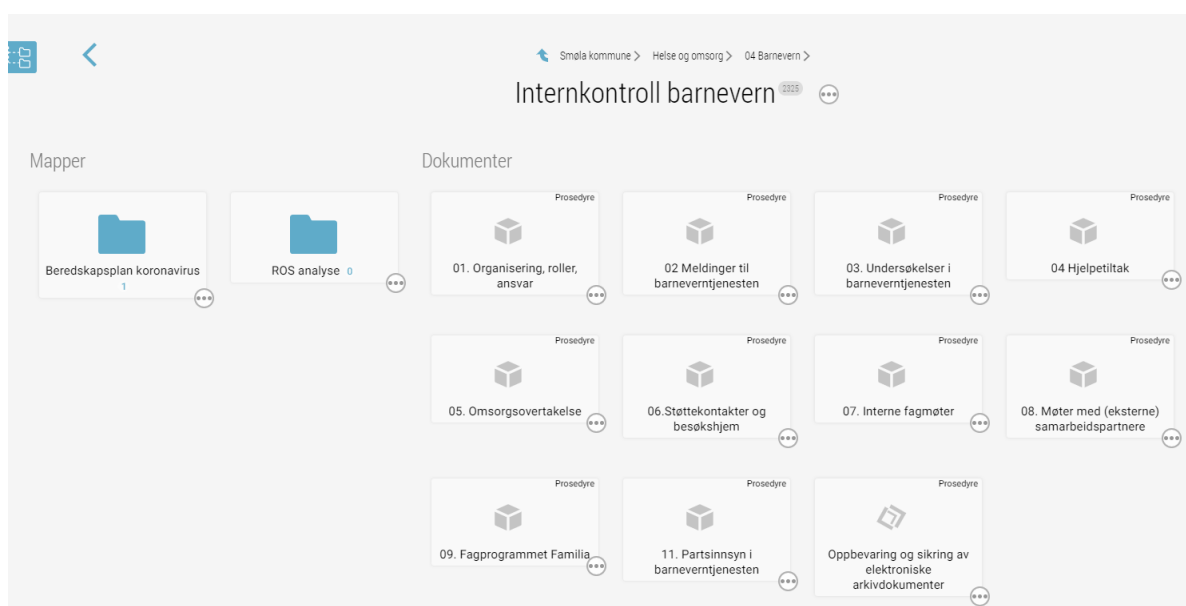 Smøla kommune > Helse og omsorg > 04 Barnevern >
Internkontroll barnevern 2325
Mapper
Beredskapsplan koronavirus
1
ROS analyse 0
Dokumenter
Prosedyre
01. Organisering, roller,
ansvar
Prosedyre
02 Meldinger til
barneverntjenesten
Prosedyre
03. Undersøkelser i
barneverntjenesten
Prosedyre
04 Hjelpetiltak
Prosedyre
05. Omsorgsovertakelse
Prosedyre
06.Støttekontakter og
besøkshjem
Prosedyre
07. Interne fagmøter
Prosedyre
08. Møter med (eksterne)
samarbeidspartnere
Prosedyre
09. Fagprogrammet Familia
Prosedyre
11. Partsinnsyn i
barneverntjenesten
Prosedyre
Oppbevaring og sikring av
elektroniske
arkivdokumenter